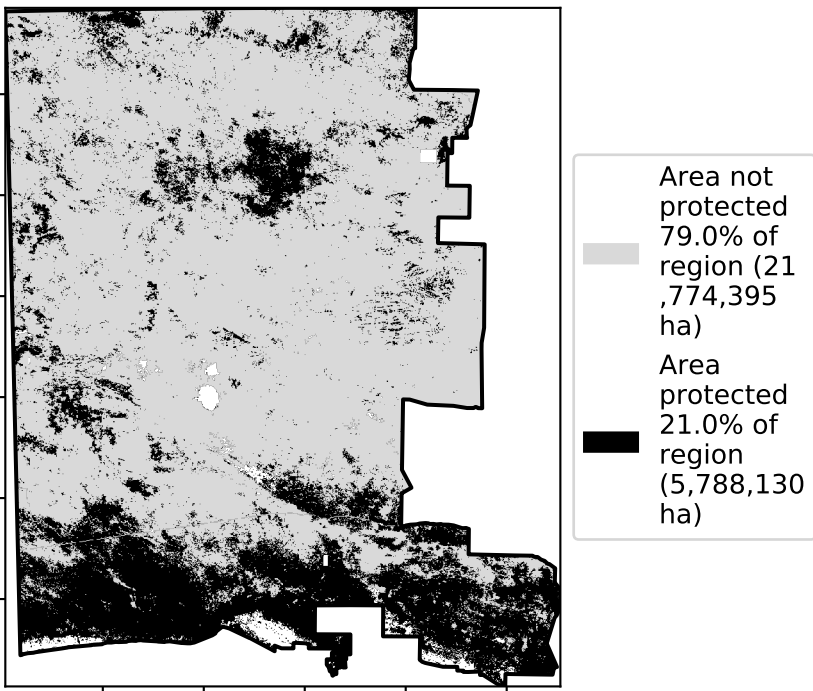 Area not
protected
79.0% of
region (21
,774,395
ha)
Area
protected
21.0% of
region
(5,788,130
ha)